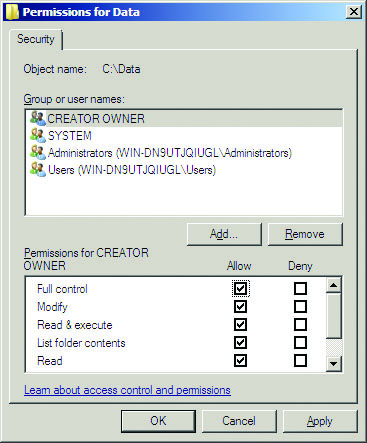 Permissions for Data
Security
Object name: C:\Data
Group or user names:
CREATOR OWNER
SYSTEM
Administrators (WIN-DN9UTJQIUGL\Administrators)
Users (WIN-DN9UTJQIUGL\Users)
Add... Remove
Permissions for CREATOR
OWNER Allow Deny
Full control
Modify
Read & execute
List folder contents
Read
Learn about access control and permissions
OK Cancel Apply